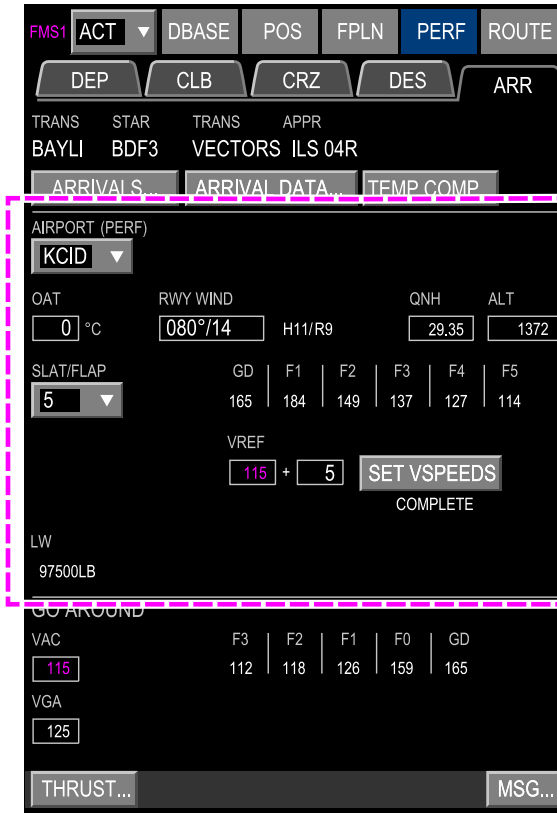 FMS1 ACT DBASE POS FPLN PERF ROUTE
DEP CLB CRZ DES ARR
TRANS STAR TRANS APPR
BAYLI BDF3 VECTORS ILS 04R
ARRIVALS... ARRIVAL DATA... TEMP COMP
AIRPORT (PERF)
KCID
OAT RWY WIND QNH ALT
0 °C 080°/14 H11/R9 29.35 1372
SLAT/FLAP GD F1 F2 F3 F4 F5
5 165 184 149 137 127 114
VREF
115 + 5 SET VSPEEDS
COMPLETE
LW
97500LB
GO AROUND
VAC F3 F2 F1 F0 GD
115 112 118 126 159 165
VGA
125
THRUST... MSG...